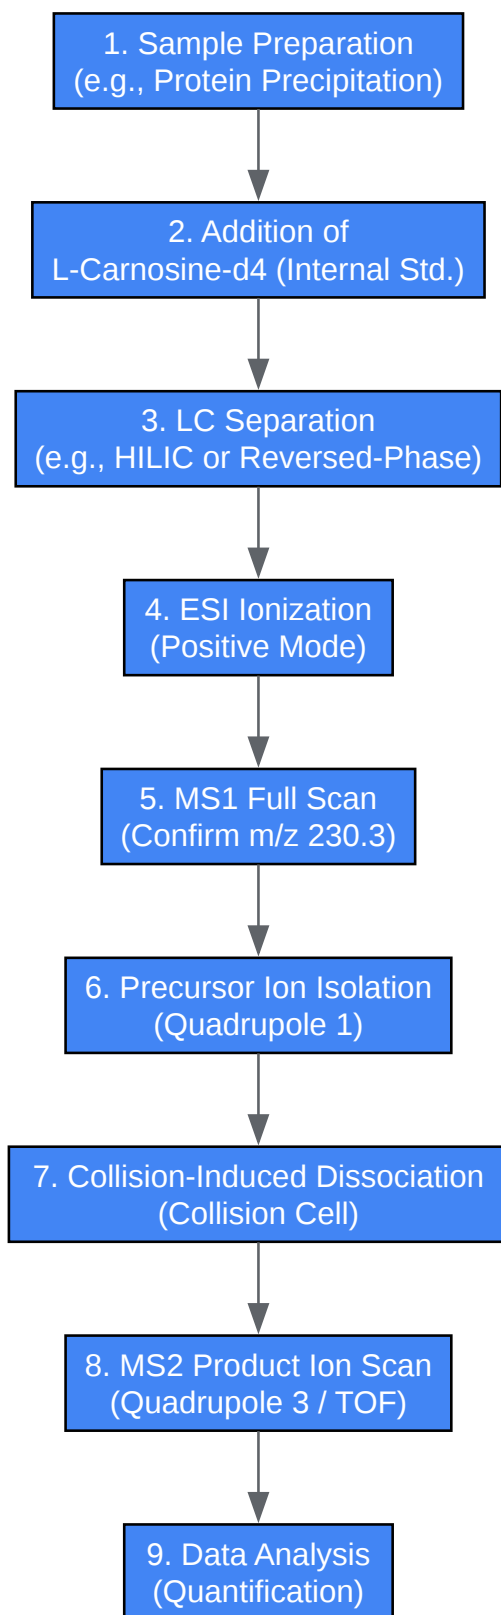 1. Sample Preparation
(e.g., Protein Precipitation)
2. Addition of
L-Carnosine-d4 (Internal Std.)
3. LC Separation
(e.g., HILIC or Reversed-Phase)
4. ESI Ionization
(Positive Mode)
5. MS1 Full Scan
(Confirm m/z 230.3)
6. Precursor Ion Isolation
(Quadrupole 1)
7. Collision-Induced Dissociation
(Collision Cell)
8. MS2 Product Ion Scan
(Quadrupole 3 / TOF)
9. Data Analysis
(Quantification)